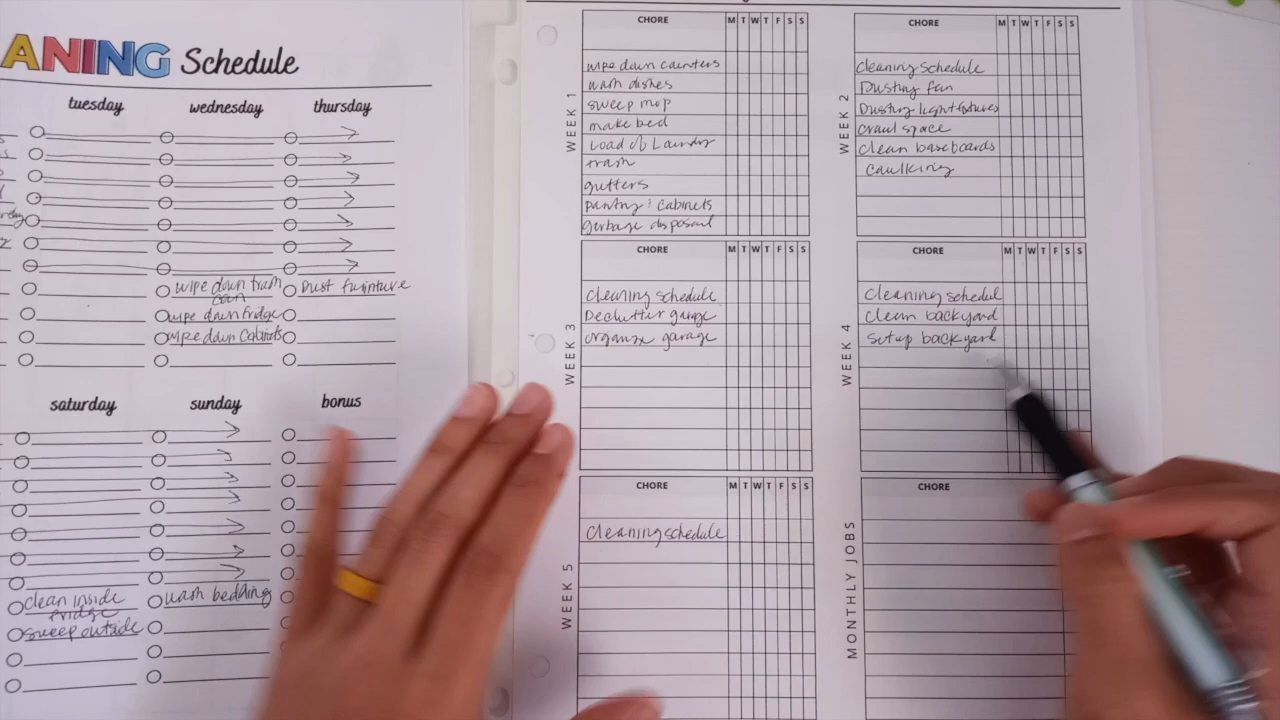 ANING Schedule
tuesday wednesday thursday
wipe down trash can
Dust furinture
wipe down fridge
wipe down Cabinets
saturday sunday bonus
clean inside fridge
wash bedding
sweep outside
CHORE M T W T F S S
WEEK 1
wipe down counters
wash dishes
sweep mop
make bed
Load of Laundry
trash
gutters
pantry & cabinets
gerbage disposal
CHORE M T W T F S S
WEEK 2
cleaning schedule
Dusting fan
Dusting light fixtures
crawl space
clean baseboards
caulking
CHORE M T W T F S S
WEEK 3
cleaning schedule
Declutter garage
organize garage
CHORE M T W T F S S
WEEK 4
Cleaning schedul
clean backyard
setup backyard
CHORE M T W T F S S
WEEK 5
cleaning schedule
CHORE
MONTHLY JOBS